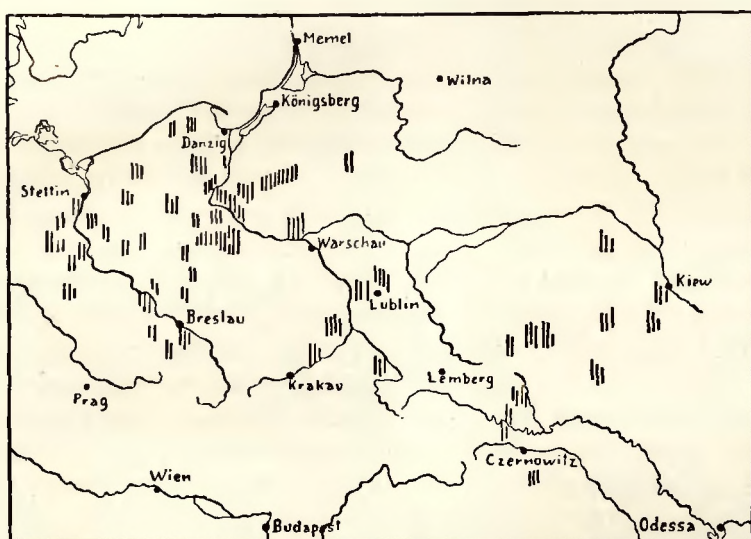 Memel
Wilna
Königsberg
Danzig
Stettin
Warschau
Kiew
Lublin
Breslau
Lemberg
Krakau
Prag
Czernowitz
Wien
Budapest
Odessa